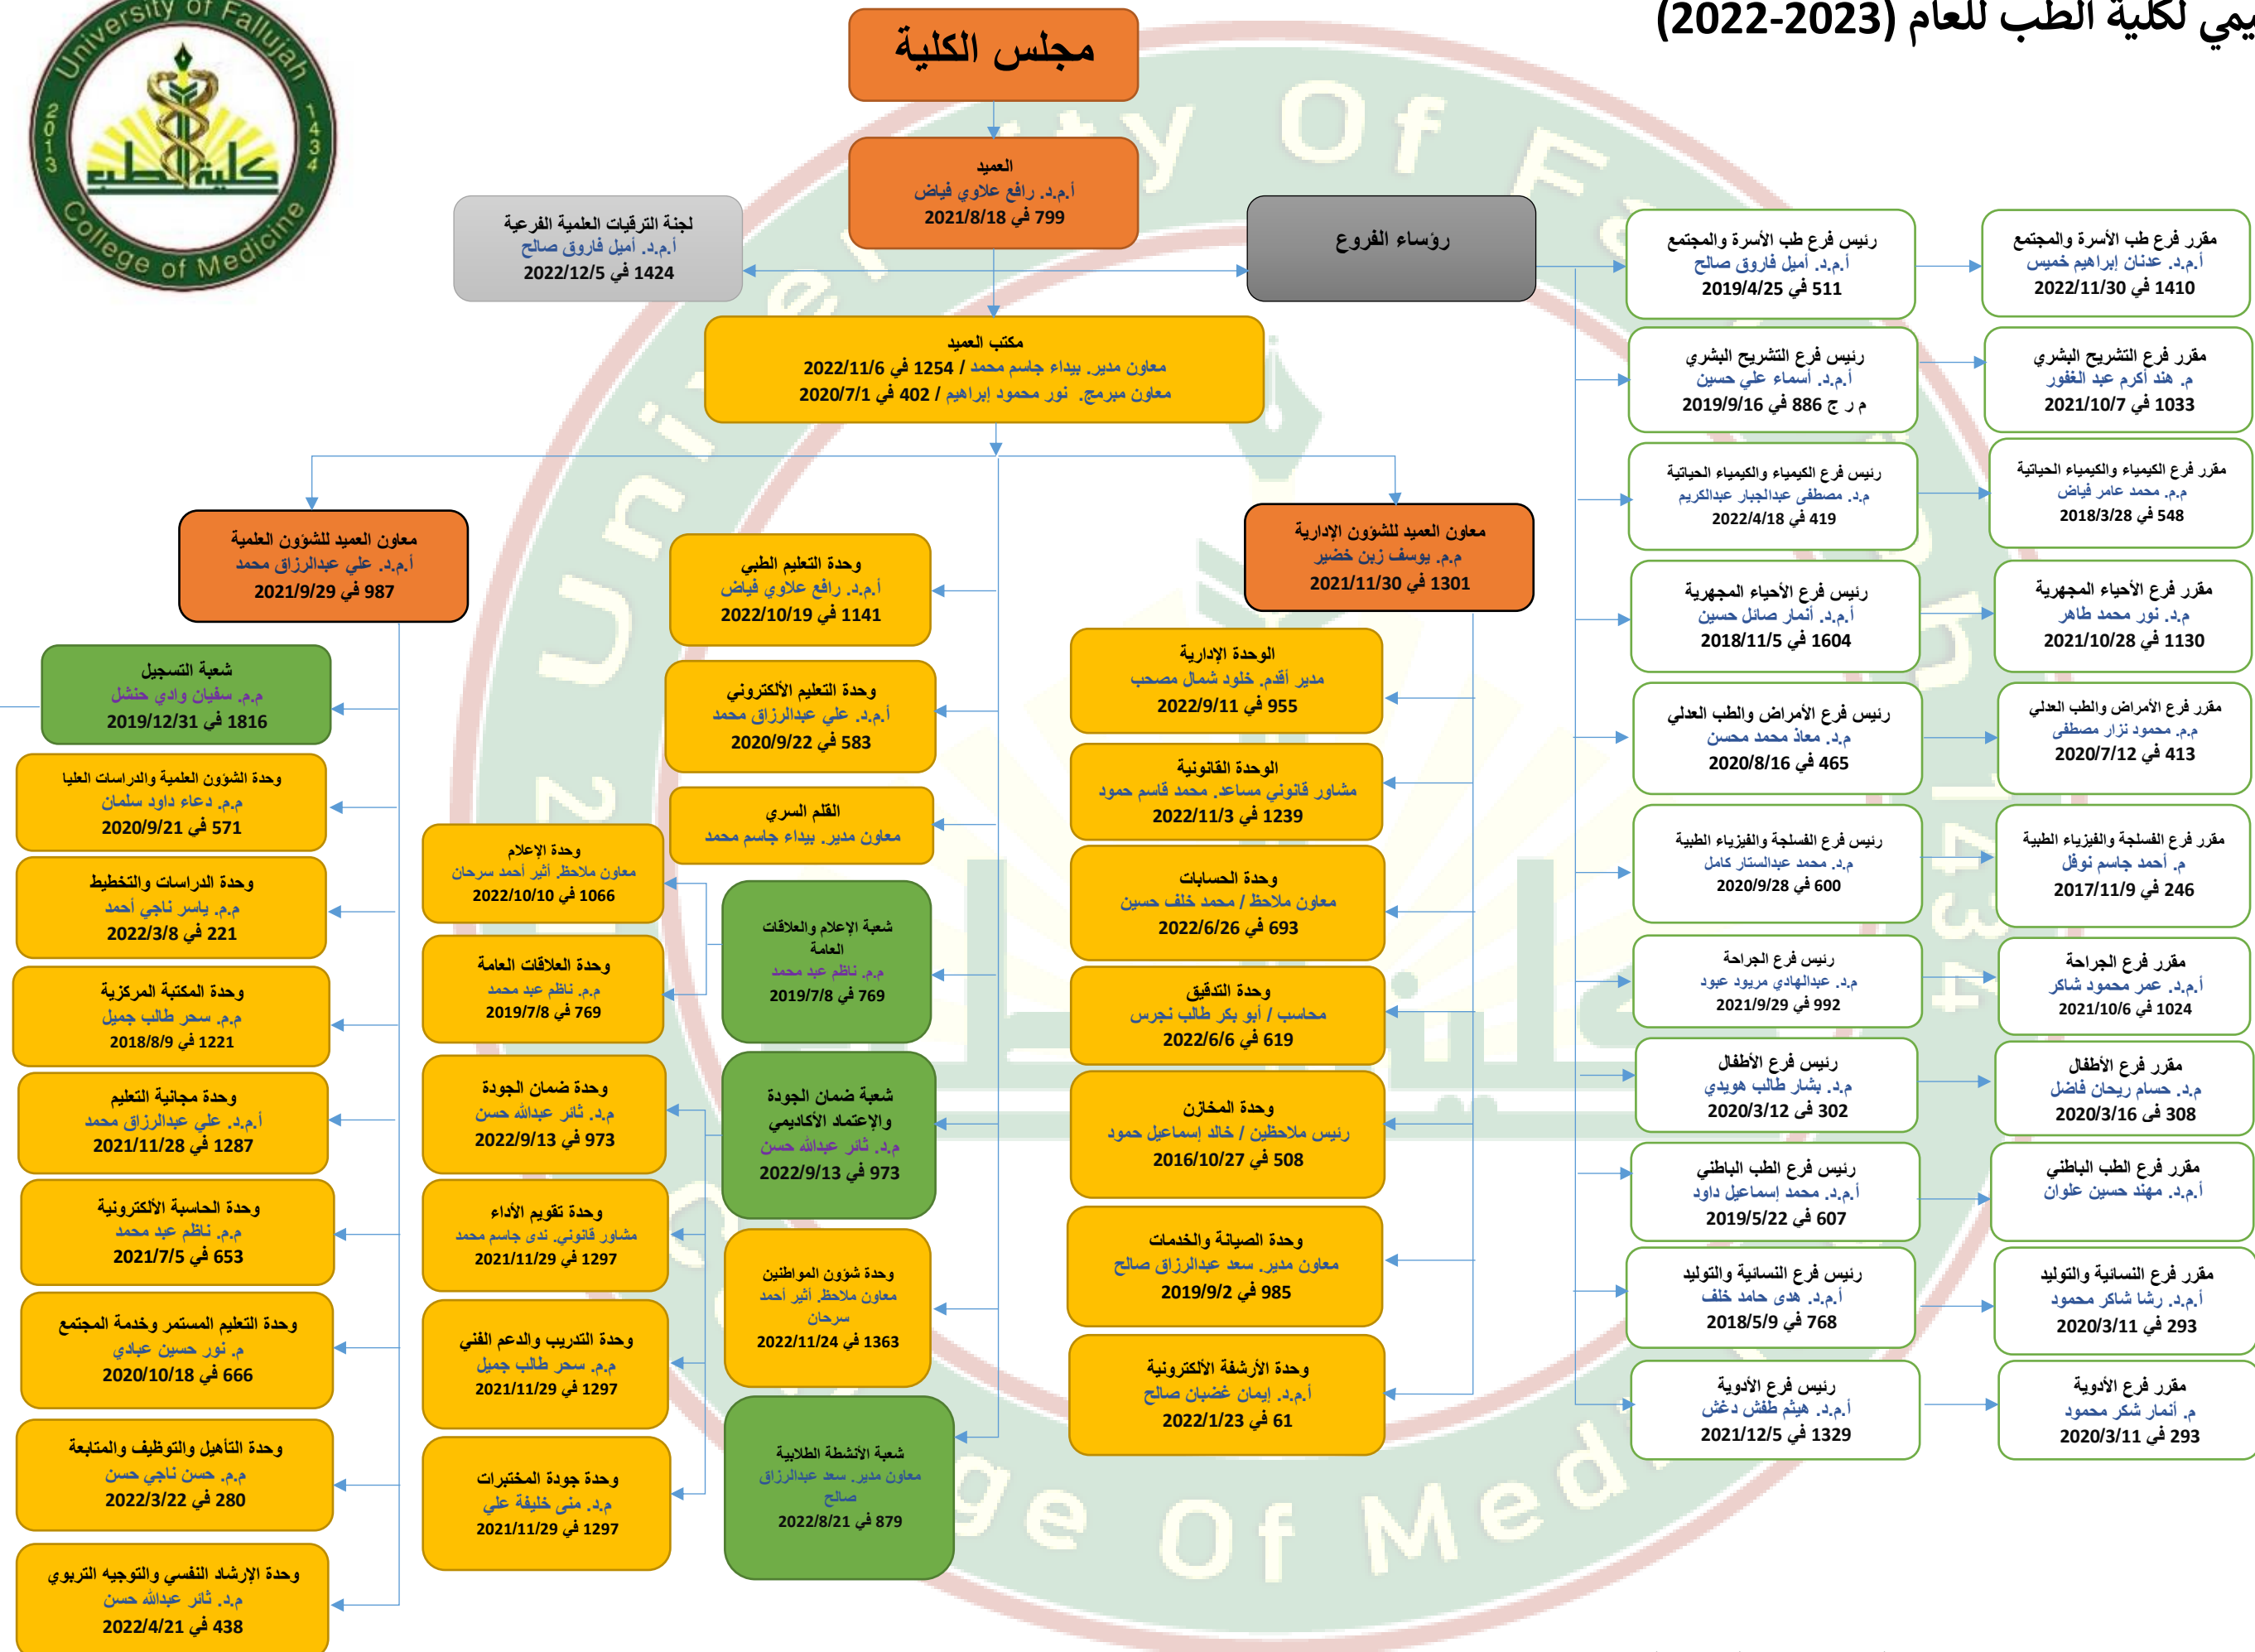 University of Fallujah
2013
1434
كلية الطب
College of Medicine
لكلية الطب للعام (2022-2023)
مجلس الكلية
العميد
أ.م.د. رافع علاوي فياض
799 في 2021/8/18
لجنة الترقيات العلمية الفرعية
أ.م.د. أميل فاروق صالح
1424 في 2022/12/5
رؤساء الفروع
مكتب العميد
معاون مدير. بيداء جاسم محمد / 1254 في 2022/11/6
معاون مبرمج. نور محمود إبراهيم / 402 في 2020/7/1
رئيس فرع طب الأسرة والمجتمع
أ.م.د. أميل فاروق صالح
511 في 2019/4/25
مقرر فرع طب الأسرة والمجتمع
أ.م.د. عدنان إبراهيم خميس
1410 في 2022/11/30
رئيس فرع التشريح البشري
أ.م.د. أسماء علي حسين
م ر ج 886 في 2019/9/16
مقرر فرع التشريح البشري
م. هند أكرم عبد الغفور
1033 في 2021/10/7
رئيس فرع الكيمياء والكيمياء الحياتية
م.د. مصطفى عبدالجبار عبدالكريم
419 في 2022/4/18
مقرر فرع الكيمياء والكيمياء الحياتية
م.م. محمد عامر فياض
548 في 2018/3/28
رئيس فرع الأحياء المجهرية
أ.م.د. أنمار صائل حسين
1604 في 2018/11/5
مقرر فرع الأحياء المجهرية
م.د. نور محمد طاهر
1130 في 2021/10/28
رئيس فرع الأمراض والطب العدلي
م.د. معاذ محمد محسن
465 في 2020/8/16
مقرر فرع الأمراض والطب العدلي
م.م. محمود نزار مصطفى
413 في 2020/7/12
رئيس فرع الفسلجة والفيزياء الطبية
م.د. محمد عبدالستار كامل
600 في 2020/9/28
مقرر فرع الفسلجة والفيزياء الطبية
م. أحمد جاسم نوفل
246 في 2017/11/9
رئيس فرع الجراحة
م.د. عبدالهادي مريود عبود
992 في 2021/9/29
مقرر فرع الجراحة
أ.م.د. عمر محمود شاكر
1024 في 2021/10/6
رئيس فرع الأطفال
م.د. بشار طالب هويدي
302 في 2020/3/12
مقرر فرع الأطفال
م.د. حسام ريحان فاضل
308 في 2020/3/16
رئيس فرع الطب الباطني
أ.م.د. محمد إسماعيل داود
607 في 2019/5/22
مقرر فرع الطب الباطني
أ.م.د. مهند حسين علوان
رئيس فرع النسائية والتوليد
أ.م.د. هدى حامد خلف
768 في 2018/5/9
مقرر فرع النسائية والتوليد
أ.م.د. رشا شاكر محمود
293 في 2020/3/11
رئيس فرع الأدوية
أ.م.د. هيثم طفش دغش
1329 في 2021/12/5
مقرر فرع الأدوية
م. أنمار شكر محمود
293 في 2020/3/11
معاون العميد للشؤون الإدارية
م.م. يوسف زبن خضير
1301 في 2021/11/30
الوحدة الإدارية
مدير أقدم. خلود شمال مصحب
955 في 2022/9/11
الوحدة القانونية
مشاور قانوني مساعد. محمد قاسم حمود
1239 في 2022/11/3
وحدة الحسابات
معاون ملاحظ / محمد خلف حسين
693 في 2022/6/26
وحدة التدقيق
محاسب / أبو بكر طالب نجرس
619 في 2022/6/6
وحدة المخازن
رئيس ملاحظين / خالد إسماعيل حمود
508 في 2016/10/27
وحدة الصيانة والخدمات
معاون مدير. سعد عبدالرزاق صالح
985 في 2019/9/2
وحدة الأرشفة الألكترونية
أ.م.د. إيمان غضبان صالح
61 في 2022/1/23
وحدة التعليم الطبي
أ.م.د. رافع علاوي فياض
1141 في 2022/10/19
وحدة التعليم الألكتروني
أ.م.د. علي عبدالرزاق محمد
583 في 2020/9/22
القلم السري
معاون مدير. بيداء جاسم محمد
شعبة الإعلام والعلاقات
العامة
م.م. ناظم عبد محمد
769 في 2019/7/8
وحدة الإعلام
معاون ملاحظ. أثير أحمد سرحان
1066 في 2022/10/10
وحدة العلاقات العامة
م.م. ناظم عبد محمد
769 في 2019/7/8
شعبة ضمان الجودة
والإعتماد الأكاديمي
م.د. ثائر عبدالله حسن
973 في 2022/9/13
وحدة ضمان الجودة
م.د. ثائر عبدالله حسن
973 في 2022/9/13
وحدة تقويم الأداء
مشاور قانوني. ندى جاسم محمد
1297 في 2021/11/29
وحدة التدريب والدعم الفني
م.م. سحر طالب جميل
1297 في 2021/11/29
وحدة جودة المختبرات
م.د. منى خليفة علي
1297 في 2021/11/29
وحدة شؤون المواطنين
معاون ملاحظ. أثير أحمد
سرحان
1363 في 2022/11/24
شعبة الأنشطة الطلابية
معاون مدير. سعد عبدالرزاق
صالح
879 في 2022/8/21
معاون العميد للشؤون العلمية
أ.م.د. علي عبدالرزاق محمد
987 في 2021/9/29
شعبة التسجيل
م.م. سفيان وادي حنشل
1816 في 2019/12/31
وحدة الشؤون العلمية والدراسات العليا
م.م. دعاء داود سلمان
571 في 2020/9/21
وحدة الدراسات والتخطيط
م.م. ياسر ناجي أحمد
221 في 2022/3/8
وحدة المكتبة المركزية
م.م. سحر طالب جميل
1221 في 2018/8/9
وحدة مجانية التعليم
أ.م.د. علي عبدالرزاق محمد
1287 في 2021/11/28
وحدة الحاسبة الألكترونية
م.م. ناظم عبد محمد
653 في 2021/7/5
وحدة التعليم المستمر وخدمة المجتمع
م. نور حسين عبادي
666 في 2020/10/18
وحدة التأهيل والتوظيف والمتابعة
م.م. حسن ناجي حسن
280 في 2022/3/22
وحدة الإرشاد النفسي والتوجيه التربوي
م.د. ثائر عبدالله حسن
438 في 2022/4/21